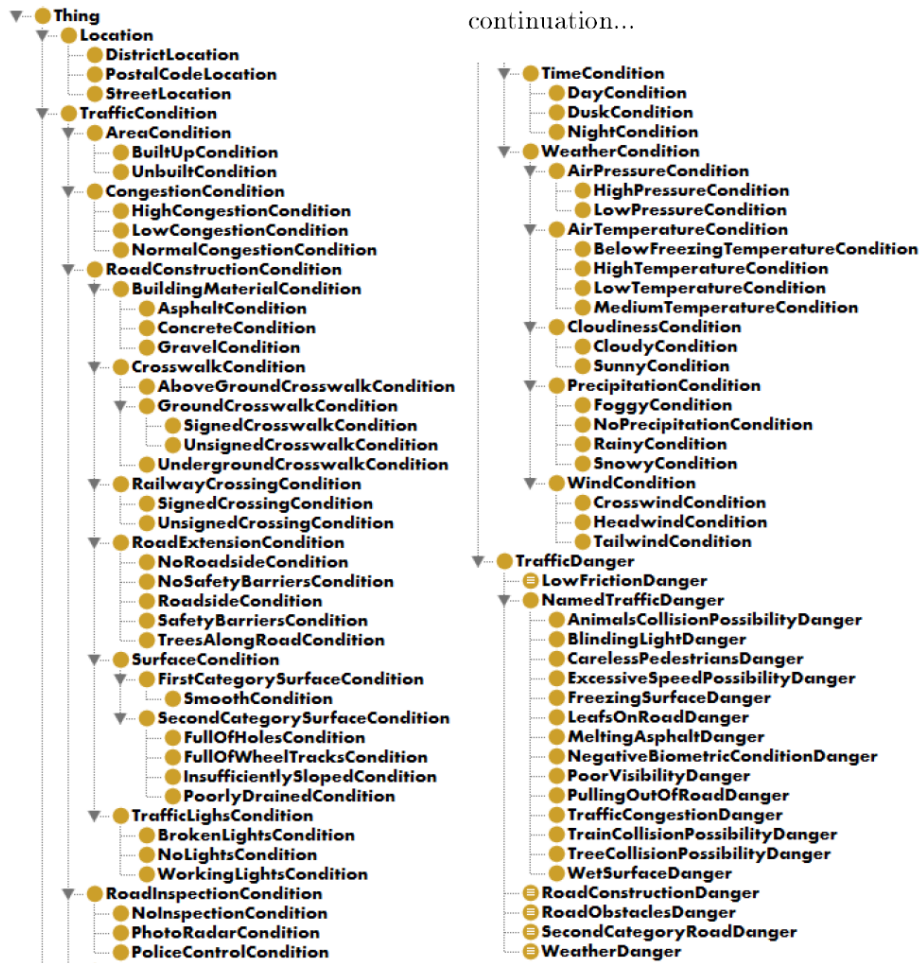 Thing
Location
DistrictLocation
PostalCodeLocation
StreetLocation
TrafficCondition
AreaCondition
BuiltUpCondition
UnbuiltCondition
CongestionCondition
HighCongestionCondition
LowCongestionCondition
NormalCongestionCondition
RoadConstructionCondition
BuildingMaterialCondition
AsphaltCondition
ConcreteCondition
GravelCondition
CrosswalkCondition
AboveGroundCrosswalkCondition
GroundCrosswalkCondition
SignedCrosswalkCondition
UnsignedCrosswalkCondition
UndergroundCrosswalkCondition
RailwayCrossingCondition
SignedCrossingCondition
UnsignedCrossingCondition
RoadExtensionCondition
NoRoadsideCondition
NoSafetyBarriersCondition
RoadsideCondition
SafetyBarriersCondition
TreesAlongRoadCondition
SurfaceCondition
FirstCategorySurfaceCondition
SmoothCondition
SecondCategorySurfaceCondition
FullOfHolesCondition
FullOfWheelTracksCondition
InsufficientlySlopedCondition
PoorlyDrainedCondition
TrafficLighsCondition
BrokenLightsCondition
NoLightsCondition
WorkingLightsCondition
RoadInspectionCondition
NoInspectionCondition
PhotoRadarCondition
PoliceControlCondition
continuation...
TimeCondition
DayCondition
DuskCondition
NightCondition
WeatherCondition
AirPressureCondition
HighPressureCondition
LowPressureCondition
AirTemperatureCondition
BelowFreezingTemperatureCondition
HighTemperatureCondition
LowTemperatureCondition
MediumTemperatureCondition
CloudinessCondition
CloudyCondition
SunnyCondition
PrecipitationCondition
FoggyCondition
NoPrecipitationCondition
RainyCondition
SnowyCondition
WindCondition
CrosswindCondition
HeadwindCondition
TailwindCondition
TrafficDanger
LowFrictionDanger
NamedTrafficDanger
AnimalsCollisionPossibilityDanger
BlindingLightDanger
CarelessPedestriansDanger
ExcessiveSpeedPossibilityDanger
FreezingSurfaceDanger
LeafsOnRoadDanger
MeltingAsphaltDanger
NegativeBiometricConditionDanger
PoorVisibilityDanger
PullingOutOfRoadDanger
TrafficCongestionDanger
TrainCollisionPossibilityDanger
TreeCollisionPossibilityDanger
WetSurfaceDanger
RoadConstructionDanger
RoadObstaclesDanger
SecondCategoryRoadDanger
WeatherDanger